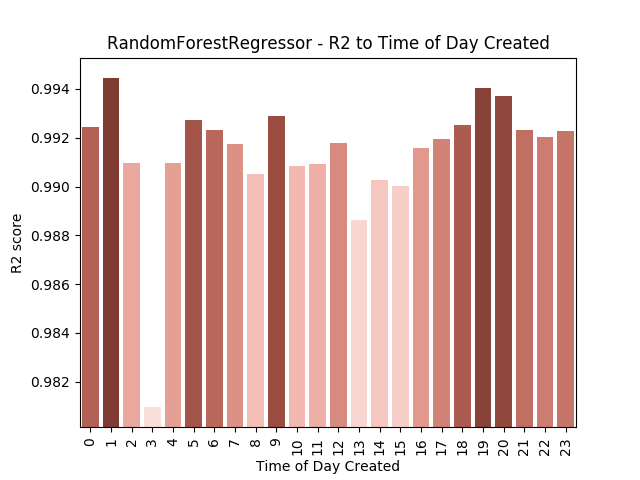 RandomForestRegressor - R2 to Time of Day Created
0.994
0.992
0.990
0.988
0.986
0.984
0.982
R2 score
0 1 2 3 4 5 6 7 8 9 10 11 12 13 14 15 16 17 18 19 20 21 22 23
Time of Day Created